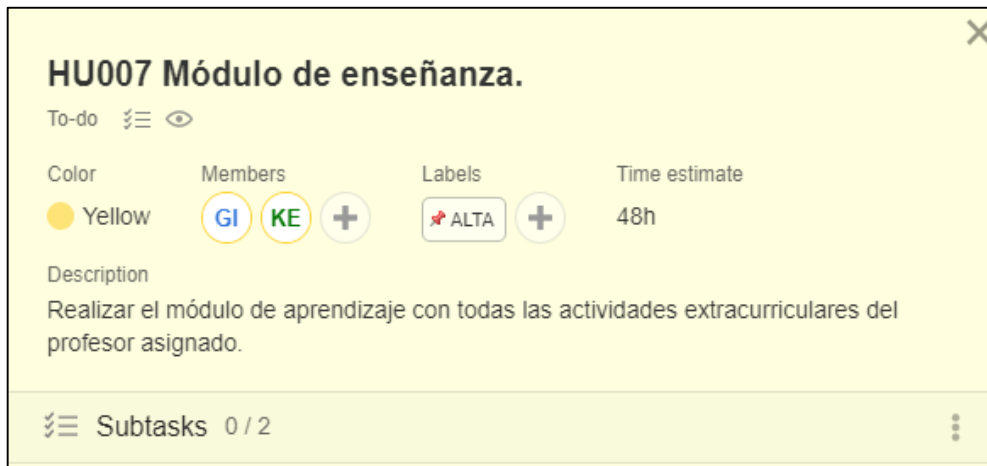 HU007 Módulo de enseñanza.
To-do
Color Members Labels Time estimate
Yellow GI KE ALTA 48h
Description
Realizar el módulo de aprendizaje con todas las actividades extracurriculares del
profesor asignado.
Subtasks 0 / 2